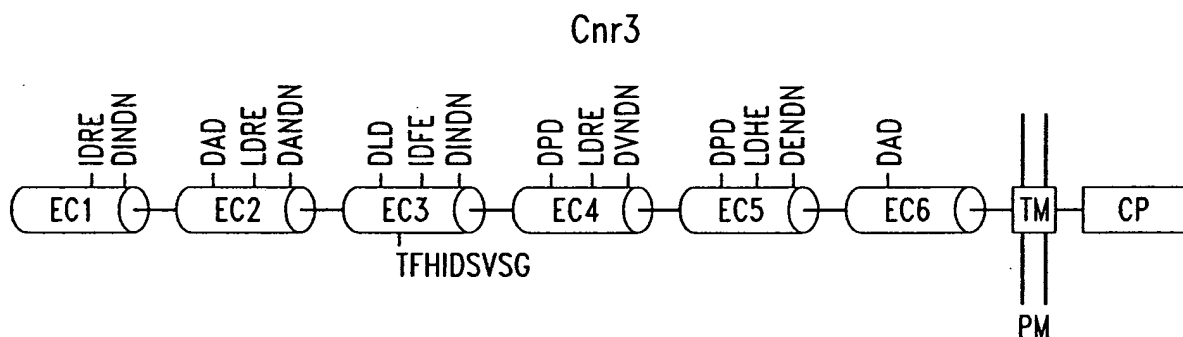 Cnr3
IDRE
DINDN
DAD
LDRE
DANDN
DLD
IDFE
DINDN
DPD
LDRE
DVNDN
DPD
LDHE
DENDN
DAD
EC1
EC2
EC3
EC4
EC5
EC6
TM
CP
TFHIDSVSG
PM